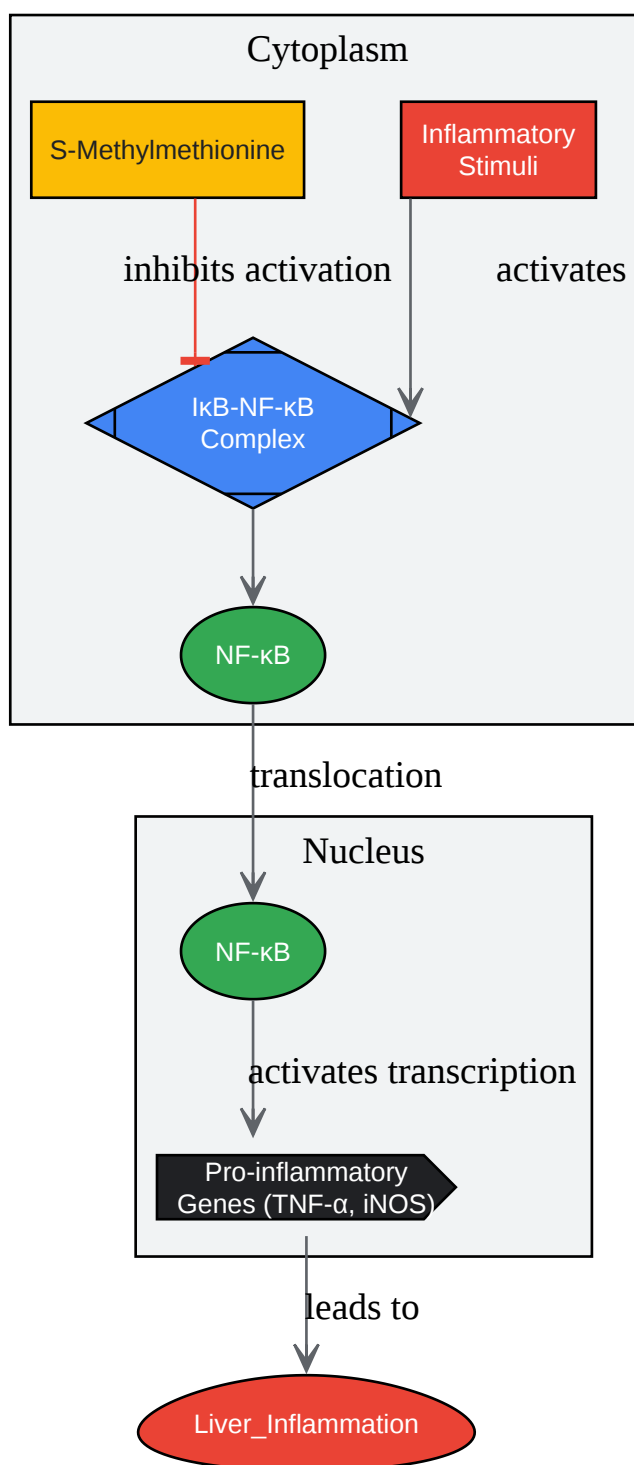 Cytoplasm
S-Methylmethionine
Inflammatory
Stimuli
inhibits activation
activates
IκB-NF-κB
Complex
NF-κB
translocation
Nucleus
NF-κB
activates transcription
Pro-inflammatory
Genes (TNF-α, iNOS)
leads to
Liver_Inflammation